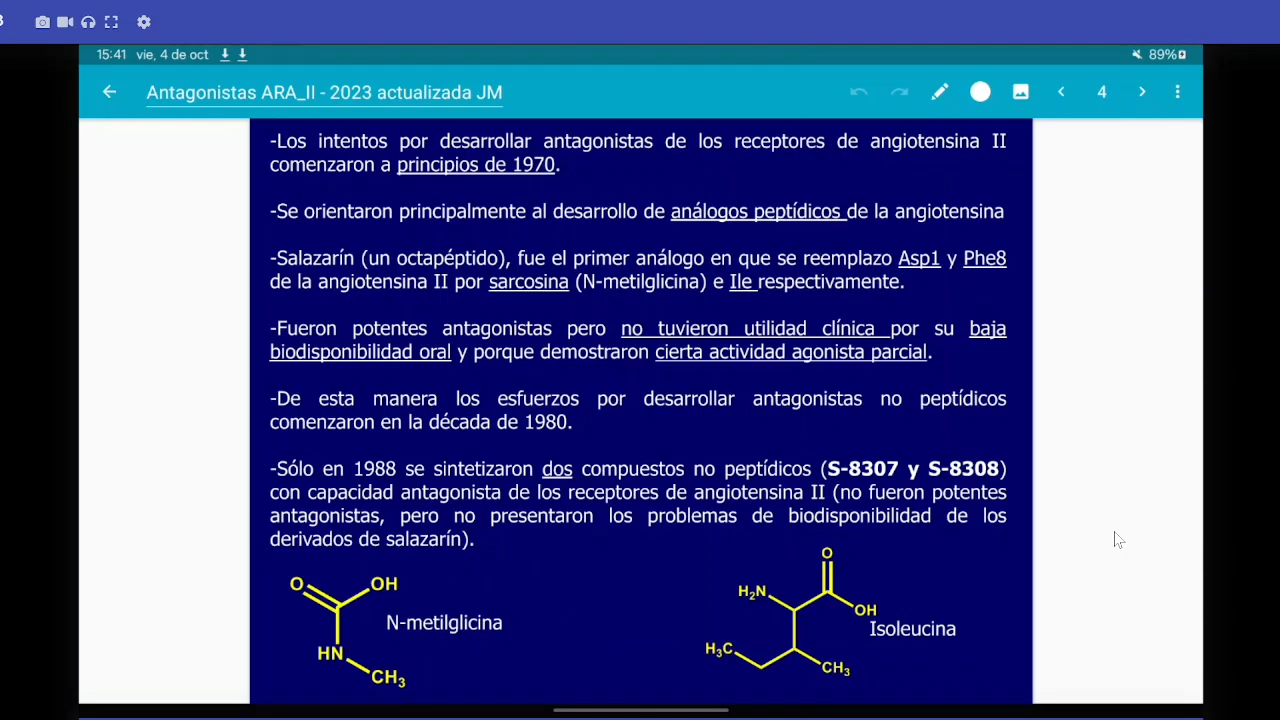 3
15:41 vie, 4 de oct 89%
Antagonistas ARA_II - 2023 actualizada JM 4
-Los intentos por desarrollar antagonistas de los receptores de angiotensina II
comenzaron a principios de 1970.
-Se orientaron principalmente al desarrollo de análogos peptídicos de la angiotensina
-Salazarín (un octapéptido), fue el primer análogo en que se reemplazo Asp1 y Phe8
de la angiotensina II por sarcosina (N-metilglicina) e Ile respectivamente.
-Fueron potentes antagonistas pero no tuvieron utilidad clínica por su baja
biodisponibilidad oral y porque demostraron cierta actividad agonista parcial.
-De esta manera los esfuerzos por desarrollar antagonistas no peptídicos
comenzaron en la década de 1980.
-Sólo en 1988 se sintetizaron dos compuestos no peptídicos (S-8307 y S-8308)
con capacidad antagonista de los receptores de angiotensina II (no fueron potentes
antagonistas, pero no presentaron los problemas de biodisponibilidad de los
derivados de salazarín).
O OH
N-metilglicina
HN
CH3
O
H2N
OH
Isoleucina
H3C
CH3